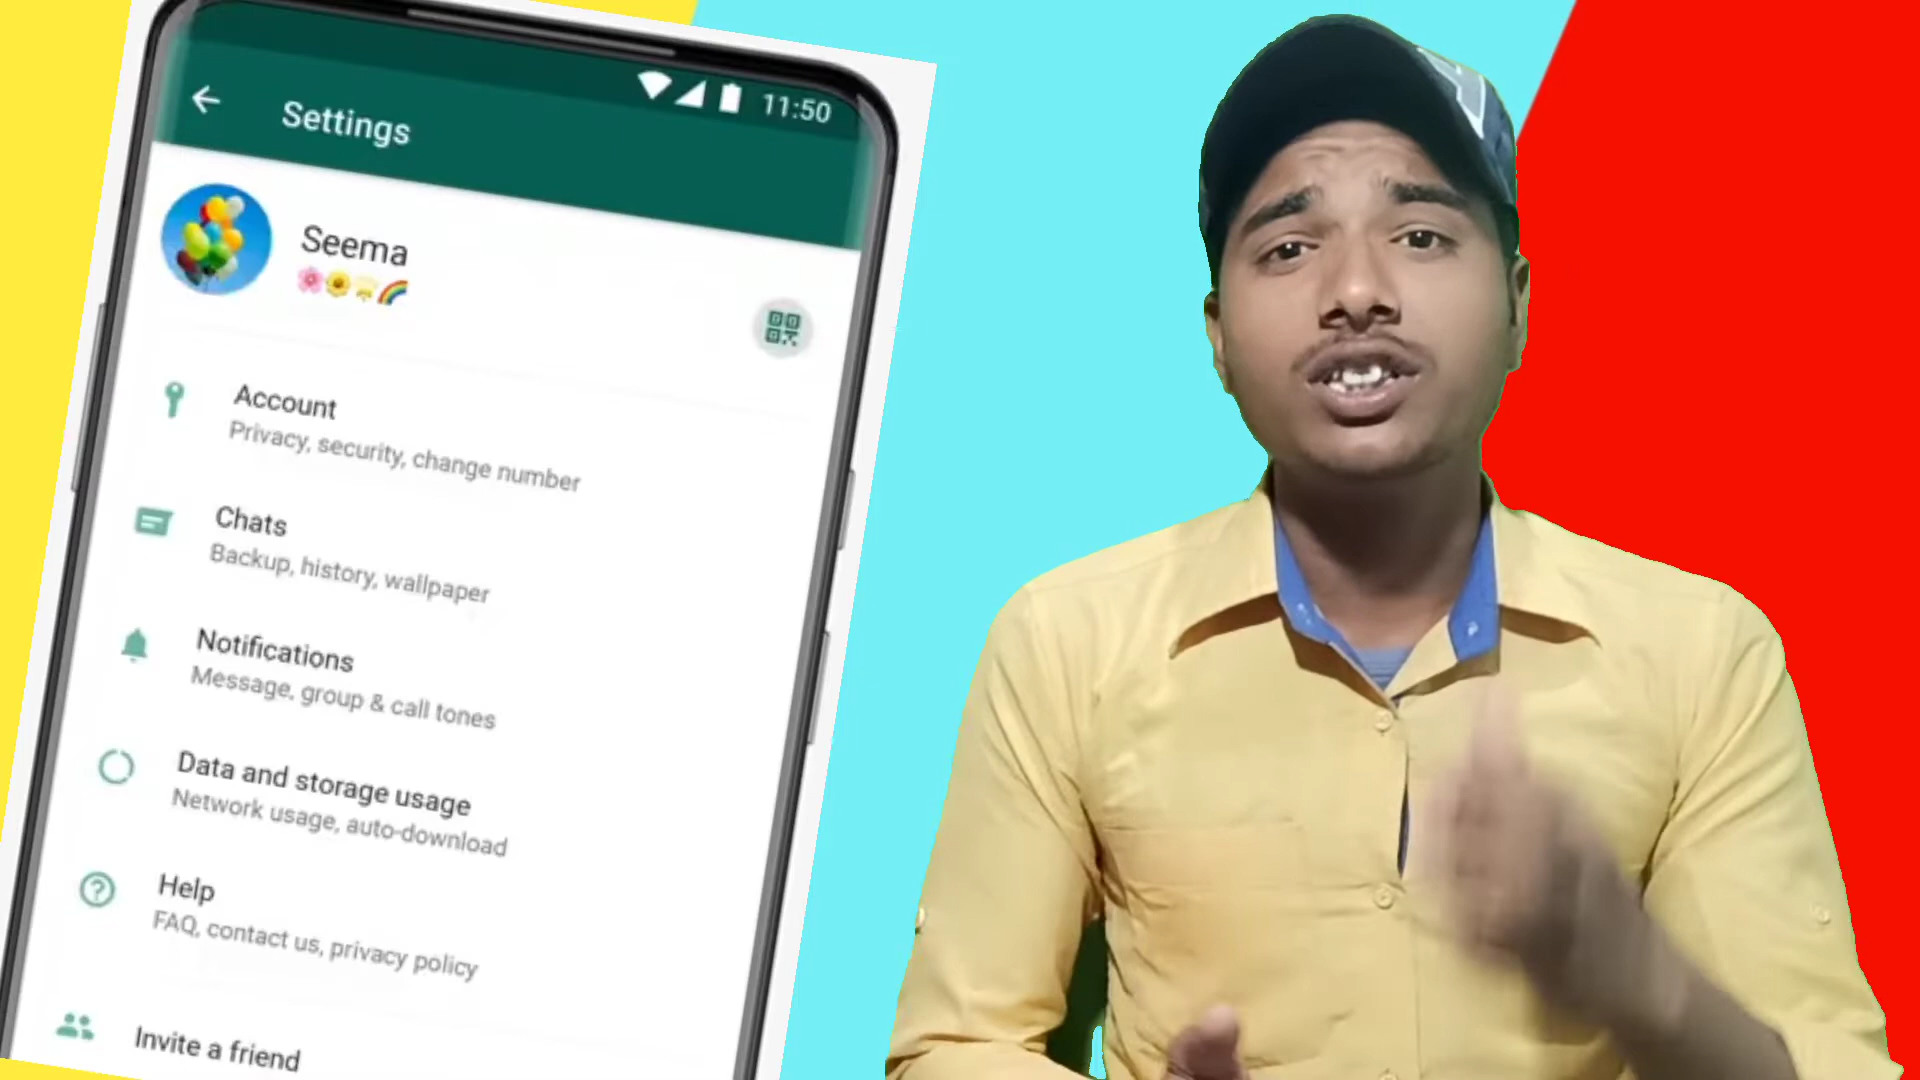 11:50
Settings
Seema
🌸🌻🌼🌈
Account
Privacy, security, change number
Chats
Backup, history, wallpaper
Notifications
Message, group & call tones
Data and storage usage
Network usage, auto-download
Help
FAQ, contact us, privacy policy
Invite a friend